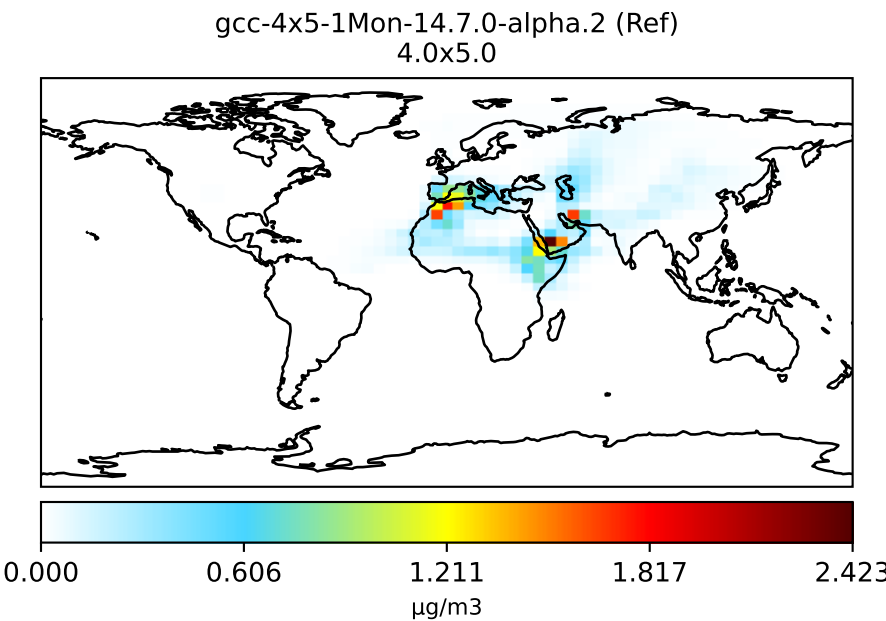 gcc-4x5-1Mon-14.7.0-alpha.2 (Ref)
4.0x5.0
0.000 0.606 1.211 1.817 2.423
μg/m3